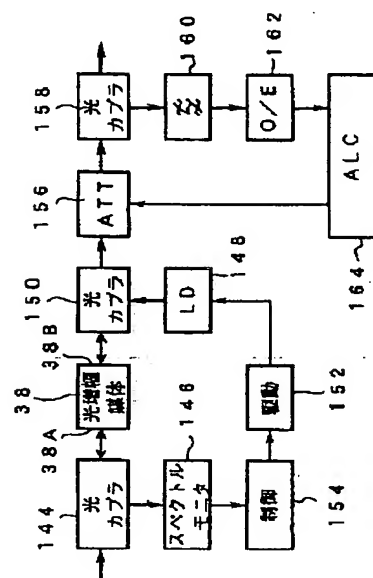 144
光
カプラ
38A
38
光増幅
媒体
38B
150
光
カプラ
156
ATT
158
光
カプラ
146
スペクトル
モニタ
148
LD
160
162
O/E
154
制御
152
駆動
164
ALC